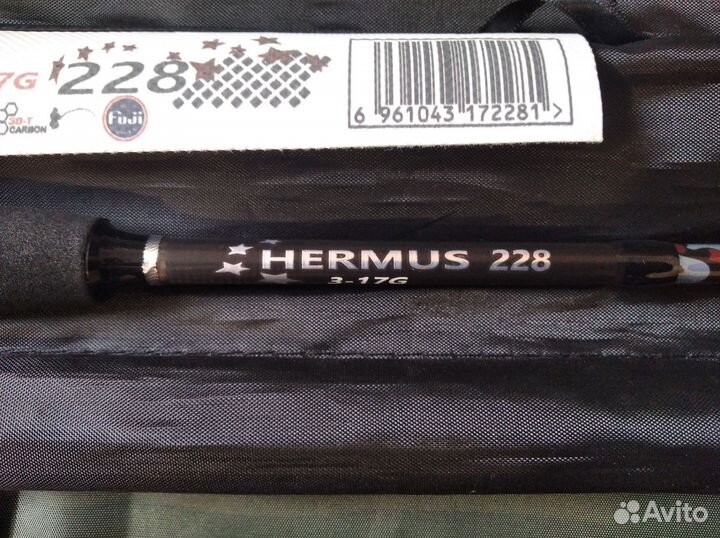 7G 228
30-T
CARBON
Fuji
6 961043 172281 >
HERMUS 228
3-17G
Avito